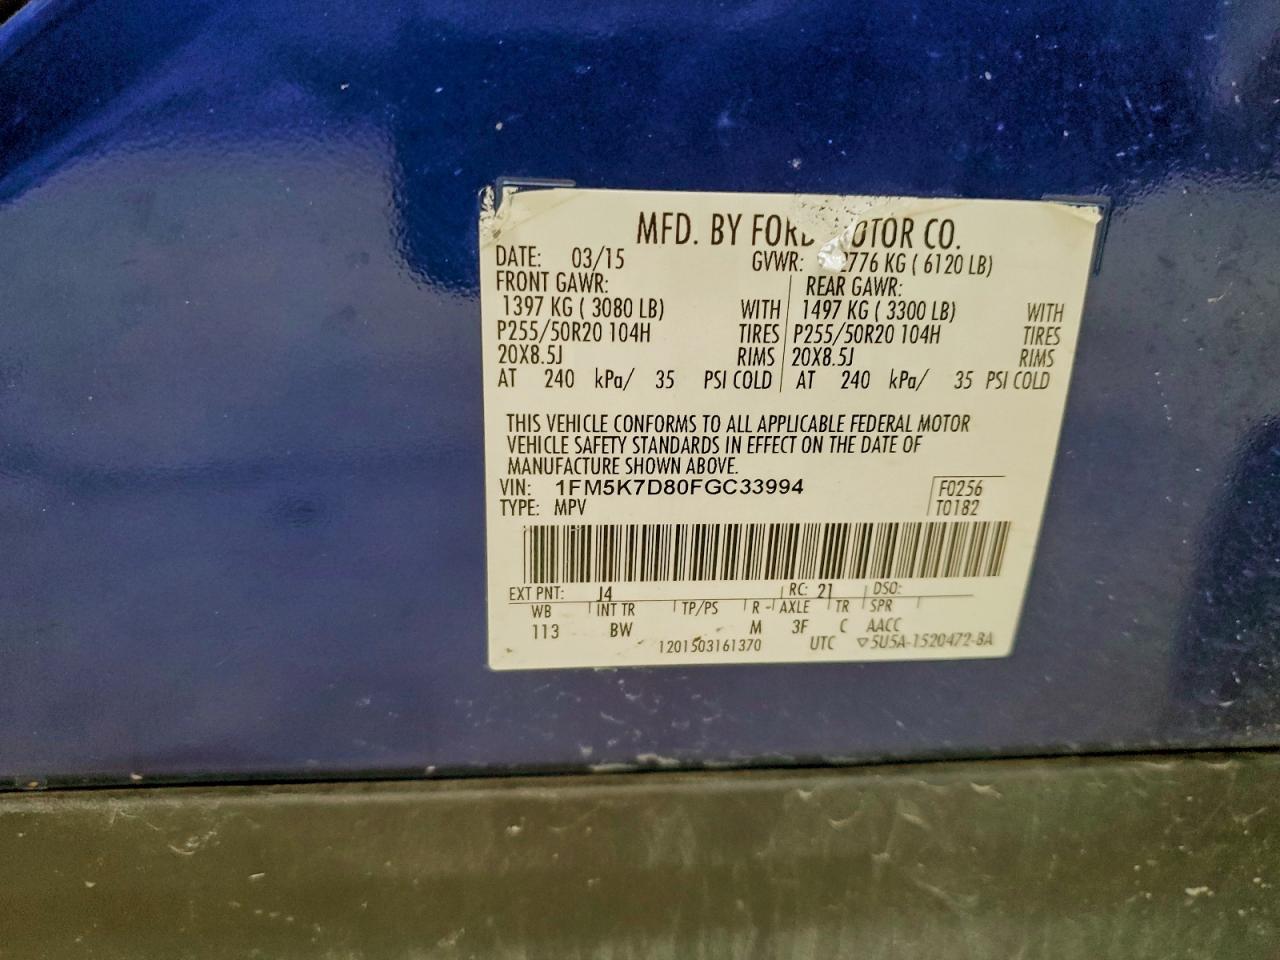 MFD. BY FORD MOTOR CO.
DATE: 03/15 GVWR: 2776 KG ( 6120 LB)
FRONT GAWR: REAR GAWR:
1397 KG ( 3080 LB) WITH 1497 KG ( 3300 LB) WITH
P255/50R20 104H TIRES P255/50R20 104H TIRES
20X8.5J RIMS 20X8.5J RIMS
AT 240 kPa/ 35 PSI COLD AT 240 kPa/ 35 PSI COLD
THIS VEHICLE CONFORMS TO ALL APPLICABLE FEDERAL MOTOR
VEHICLE SAFETY STANDARDS IN EFFECT ON THE DATE OF
MANUFACTURE SHOWN ABOVE.
VIN: 1FM5K7D80FGC33994 F0256
TYPE: MPV T0182
EXT PNT: J4 RC: 21 DSO:
WB INT TR TP/PS R AXLE TR SPR
113 BW M 3F C AACC
1201503161370 UTC ▽5U5A-1520472-BA